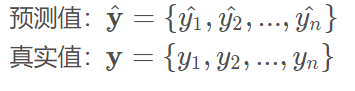 预测值：ŷ = {ŷ₁, ŷ₂, ..., ŷₙ}
真实值：y = {y₁, y₂, ..., yₙ}